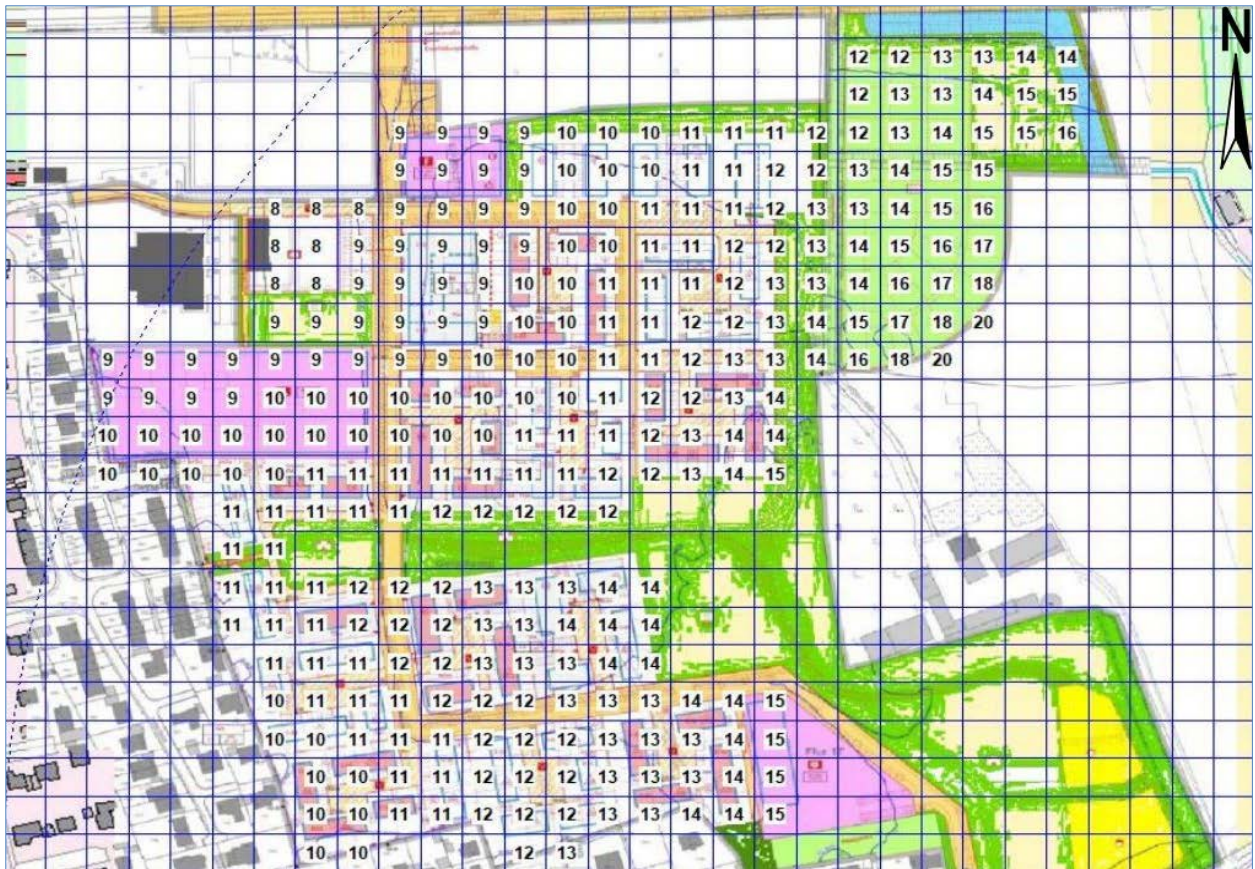 N
12 12 13 13 14 14
12 13 13 14 15 15
9 9 9 9 10 10 10 11 11 11 12 12 13 14 15 15 16
9 9 9 9 10 10 10 11 11 12 12 13 14 15 15
8 8 8 9 9 9 9 10 10 11 11 11 12 13 13 14 15 16
8 8 9 9 9 9 9 10 10 11 11 12 12 13 14 15 16 17
8 8 9 9 9 9 10 10 11 11 11 12 13 13 14 16 17 18
9 9 9 9 9 9 10 10 11 11 12 12 13 14 15 17 18 20
9 9 9 9 9 9 9 9 9 10 10 10 11 11 12 13 13 14 16 18 20
9 9 9 9 10 10 10 10 10 10 10 10 11 12 12 13 14
10 10 10 10 10 10 10 10 10 10 11 11 11 12 13 14 14
10 10 10 10 10 11 11 11 11 11 11 11 12 12 13 14 15
11 11 11 11 11 11 12 12 12 12 12
11 11
11 11 11 12 12 12 13 13 13 14 14
11 11 11 12 12 12 13 13 14 14 14
11 11 11 12 12 13 13 13 14 14
10 11 11 11 12 12 12 13 13 13 14 14 15
10 10 11 11 11 12 12 12 13 13 13 14 15
10 10 11 11 12 12 12 13 13 13 14 15
10 10 11 11 12 12 12 13 13 14 14 15
10 10 12 13